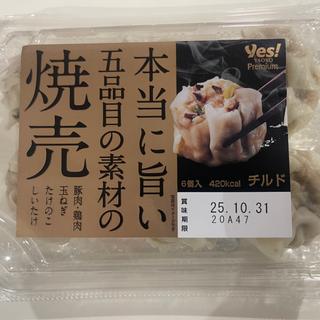 本当に旨い
五品目の素材の
焼売
豚肉・鶏肉
玉ねぎ
たけのこ
しいたけ
yes!
YAOKO
Premium
6個入 420kcal チルド
賞味期限
25.10.31
20A47